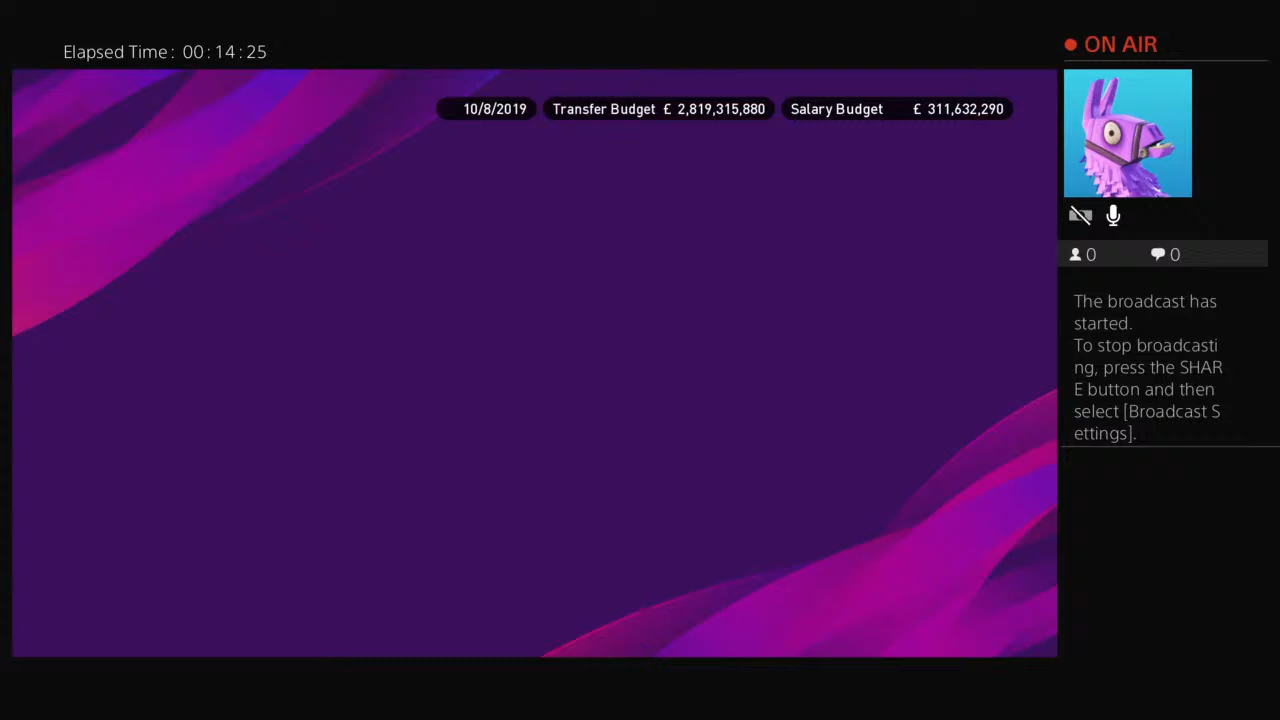 Elapsed Time: 00:14:25
ON AIR
10/8/2019 Transfer Budget £ 2,819,315,880 Salary Budget £ 311,632,290
0 0
The broadcast has
started.
To stop broadcasti
ng, press the SHAR
E button and then
select [Broadcast S
ettings].